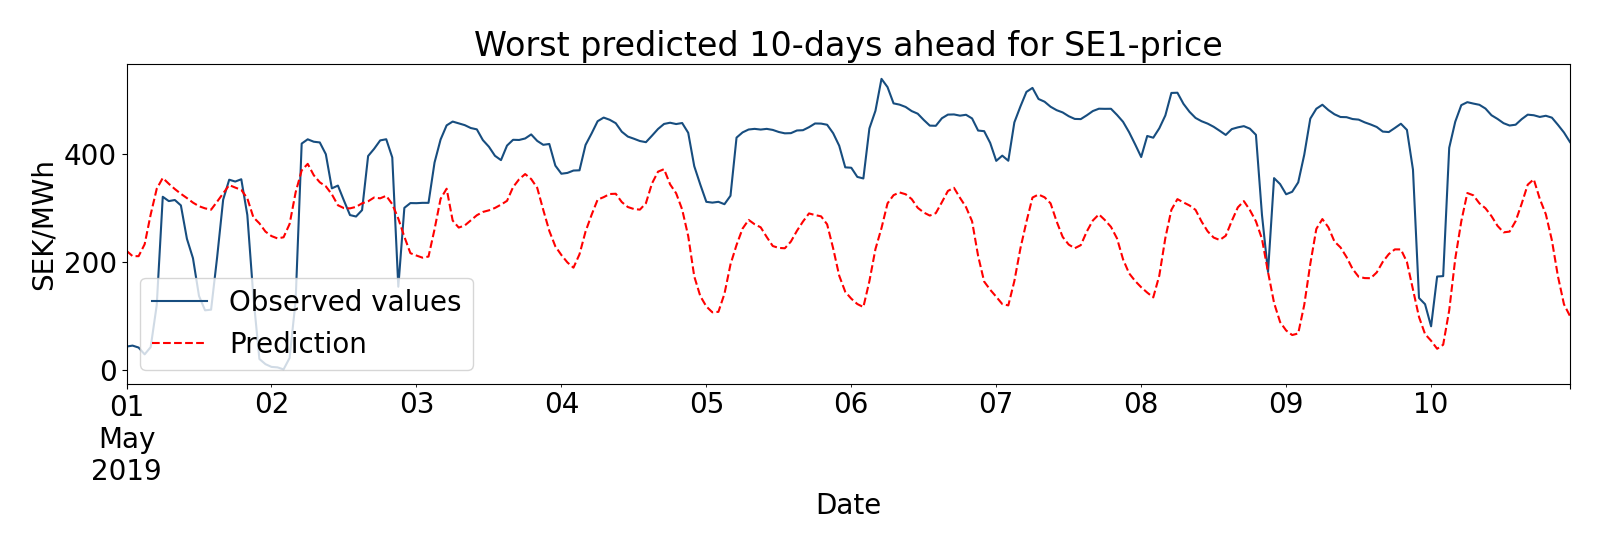 Worst predicted 10-days ahead for SE1-price
SEK/MWh
400
200
0
Observed values
Prediction
01 02 03 04 05 06 07 08 09 10
May
2019
Date